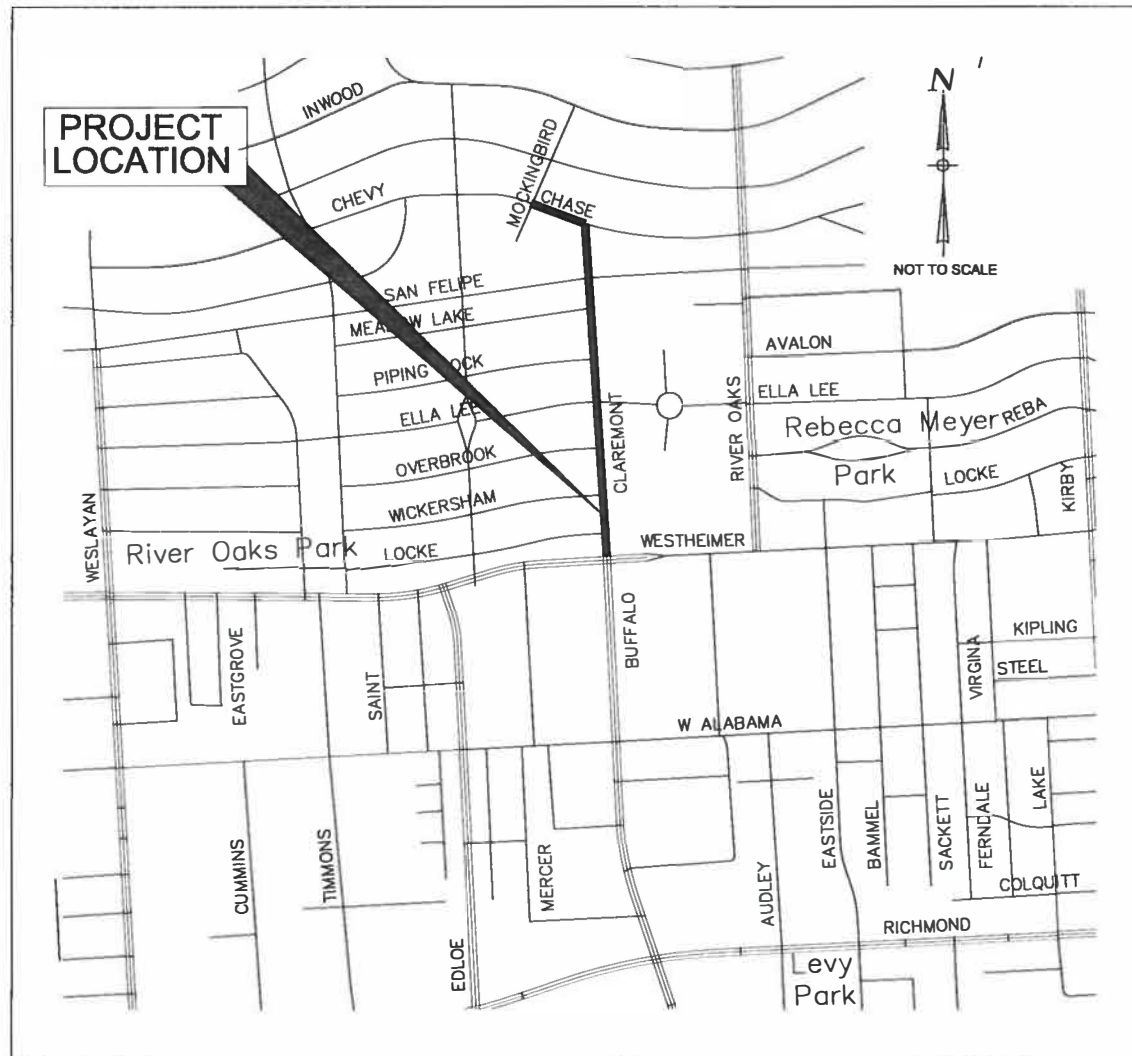 INWOOD
N
PROJECT
LOCATION
MOCKINGBIRD
CHEVY
CHASE
NOT TO SCALE
SAN FELIPE
MEADOW LAKE
AVALON
PIPING ROCK
ELLA LEE
ELLA LEE
CLAREMONT
RIVER OAKS
Rebecca Meyer
REBA
Park
OVERBROOK
LOCKE
KIRBY
WICKERSHAM
WESLAYAN
River Oaks Park
LOCKE
WESTHEIMER
BUFFALO
KIPLING
EASTGROVE
SAINT
VIRGINA
STEEL
W ALABAMA
LAKE
CUMMINS
TIMMONS
MERCER
EASTSIDE
BAMMEL
SACKETT
FERNDALE
AUDLEY
COLQUITT
RICHMOND
EDLOE
Levy
Park